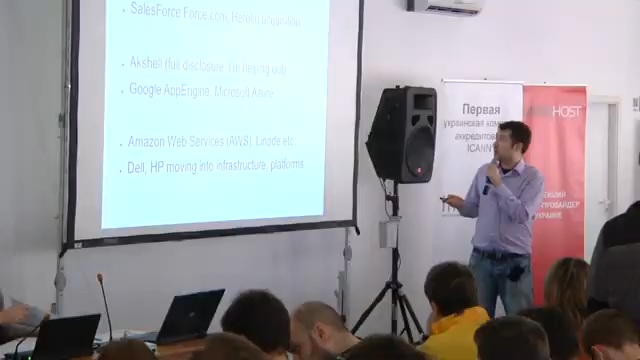 SalesForce Force.com, Heroku acquisition
Akshell (full disclosure, I'm helping out)
Google AppEngine, Microsoft Azure
Amazon Web Services (AWS), Linode etc.
Dell, HP moving into infrastructure, platforms
Первая
украинская
ICANN
HOST
УКРАИНЕ